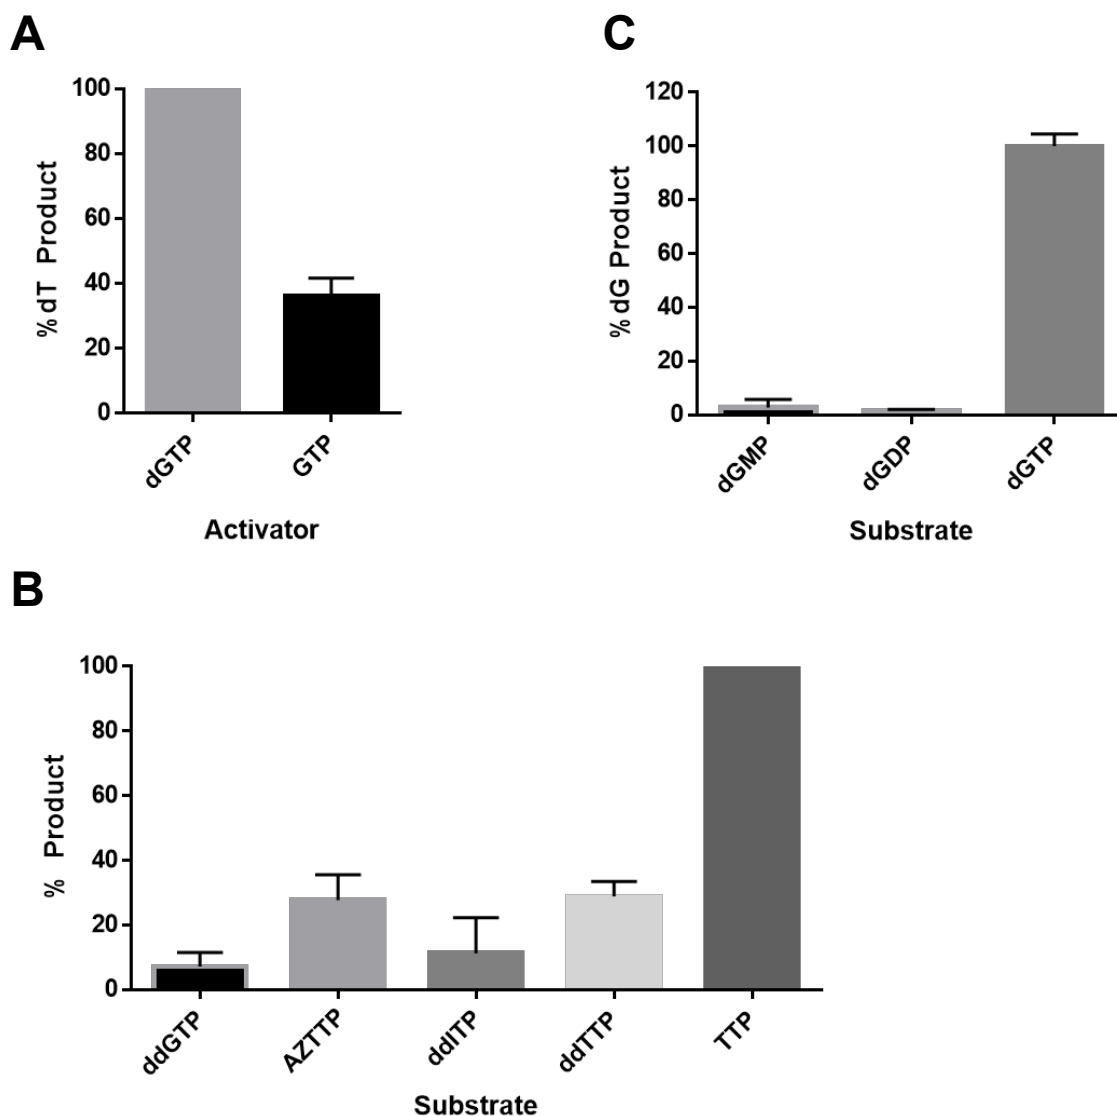 A
100
80
60
40
20
0
%dT Product
dGTP
GTP
Activator
C
120
100
80
60
40
20
0
%dG Product
dGMP
dGDP
dGTP
Substrate
B
100
80
60
40
20
0
% Product
ddGTP
AZTTP
ddITP
ddTTP
TTP
Substrate